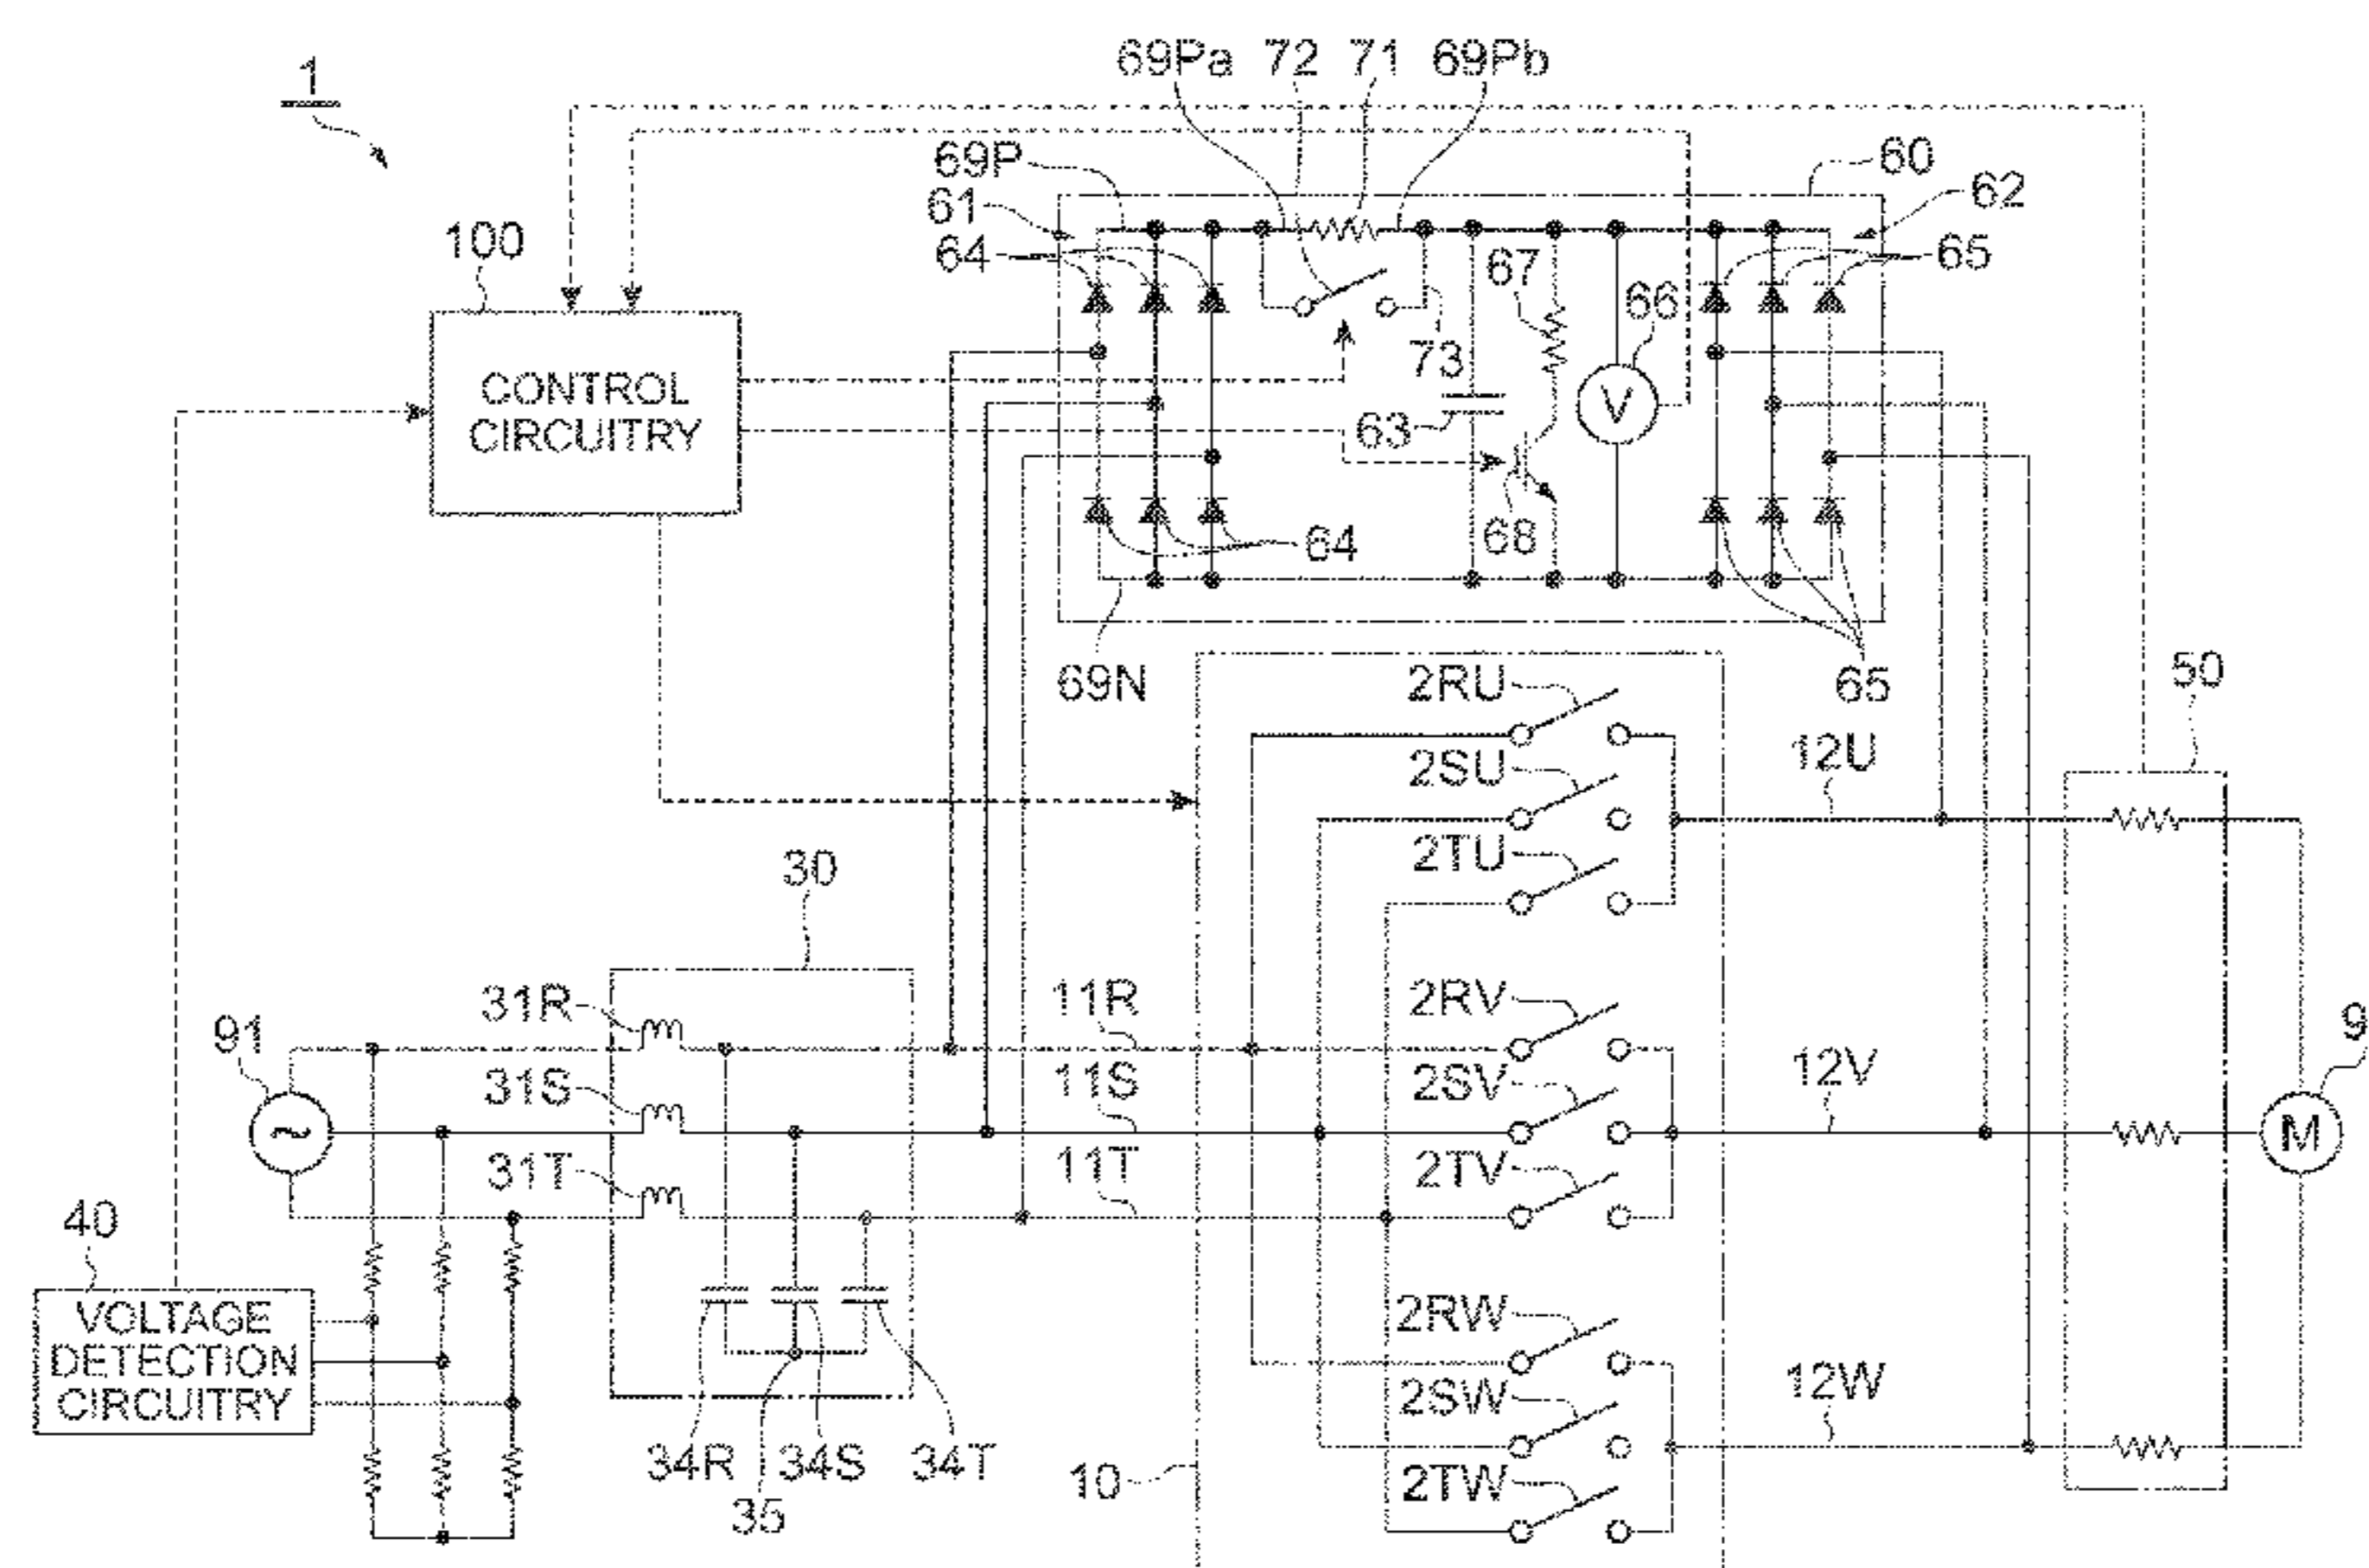 1
69Pa 72 71 69Pb
69P
60
61
62
100
64
67
65
66
CONTROL
CIRCUITRY
73
V
63
68
64
69N
65
50
2RU
12U
2SU
2TU
30
31R
11R
2RV
9
91
31S
11S
2SV
12V
~
M
31T
11T
2TV
40
VOLTAGE
DETECTION
CIRCUITRY
2RW
12W
2SW
34R 34S 34T
10
2TW
35